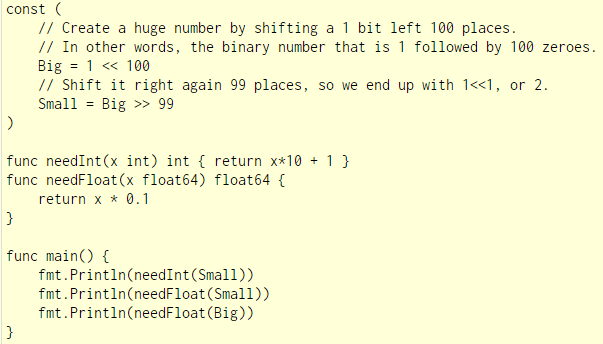 const (
    // Create a huge number by shifting a 1 bit left 100 places.
    // In other words, the binary number that is 1 followed by 100 zeroes.
    Big = 1 << 100
    // Shift it right again 99 places, so we end up with 1<<1, or 2.
    Small = Big >> 99
)

func needInt(x int) int { return x*10 + 1 }
func needFloat(x float64) float64 {
    return x * 0.1
}

func main() {
    fmt.Println(needInt(Small))
    fmt.Println(needFloat(Small))
    fmt.Println(needFloat(Big))
}